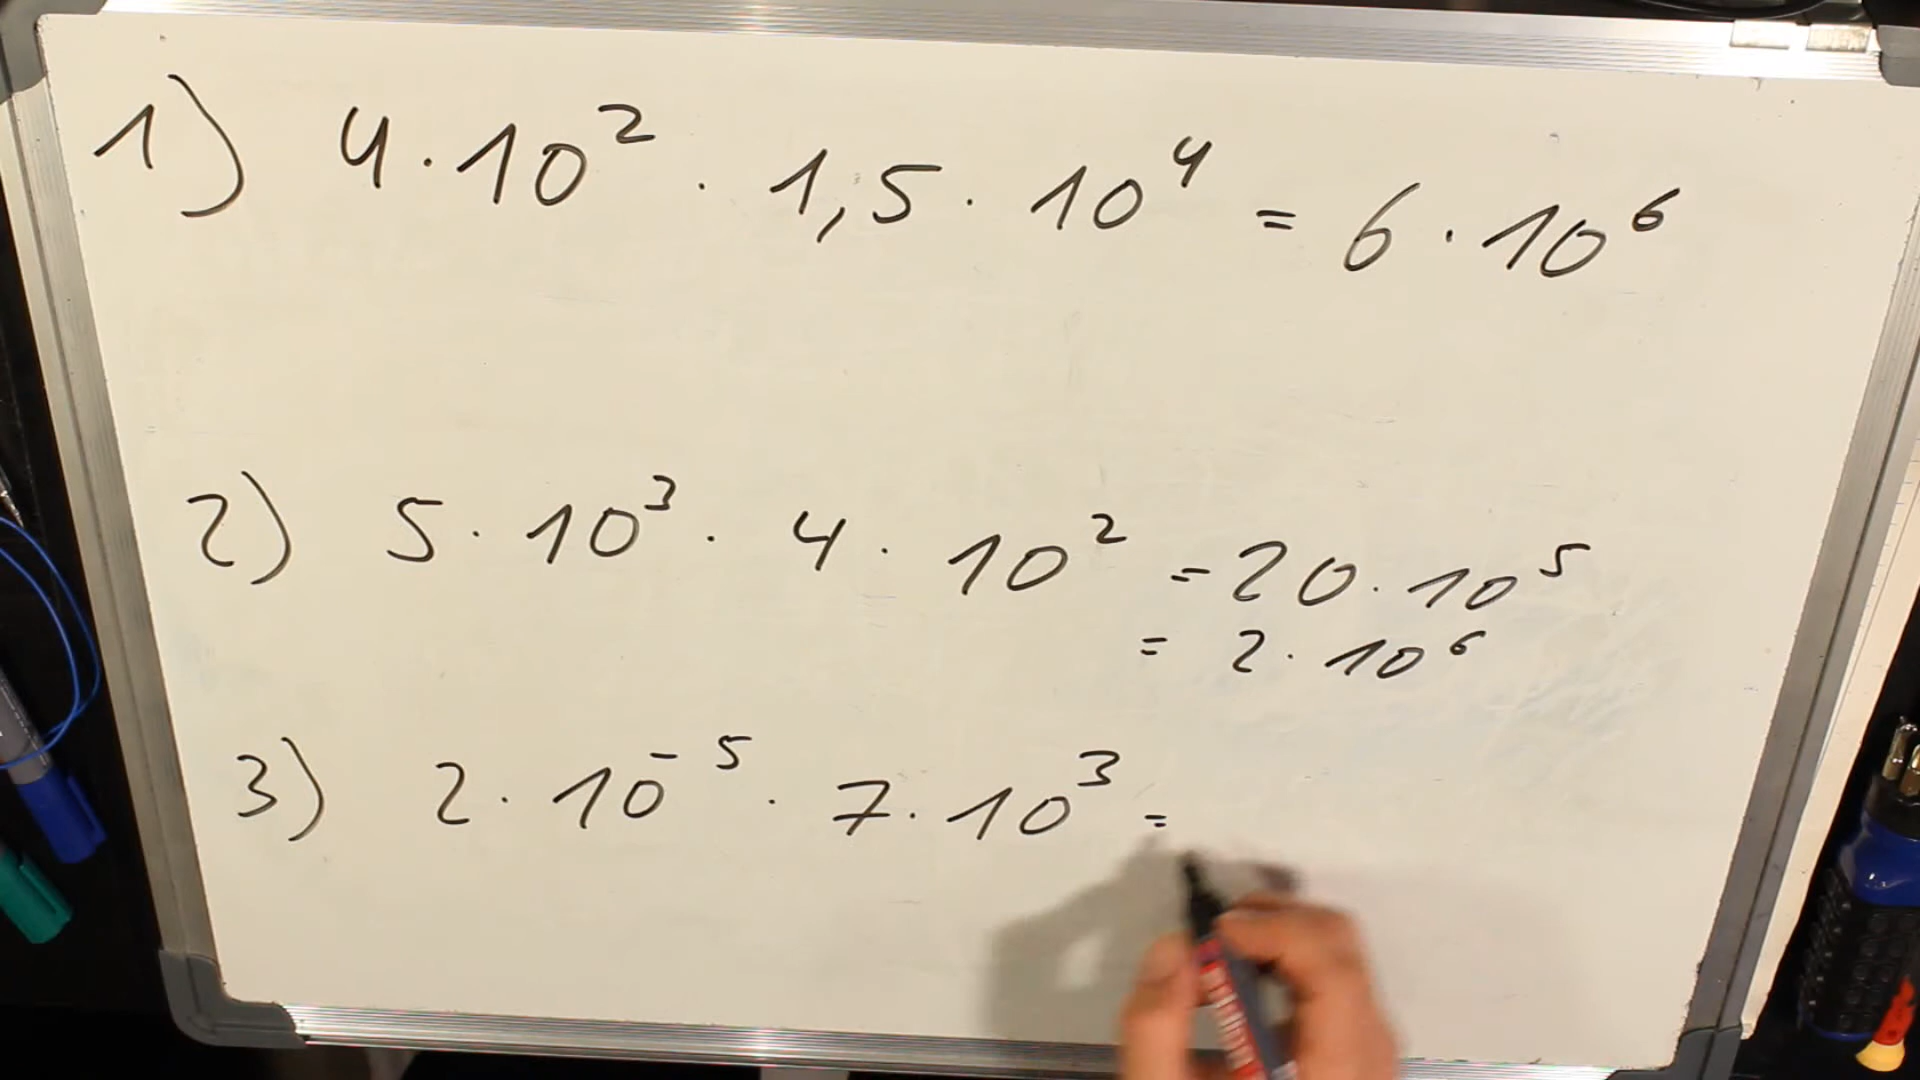 1) 4 · 10² · 1,5 · 10⁴ = 6 · 10⁶
2) 5 · 10³ · 4 · 10² = 20 · 10⁵
= 2 · 10⁶
3) 2 · 10⁻⁵ · 7 · 10³ =